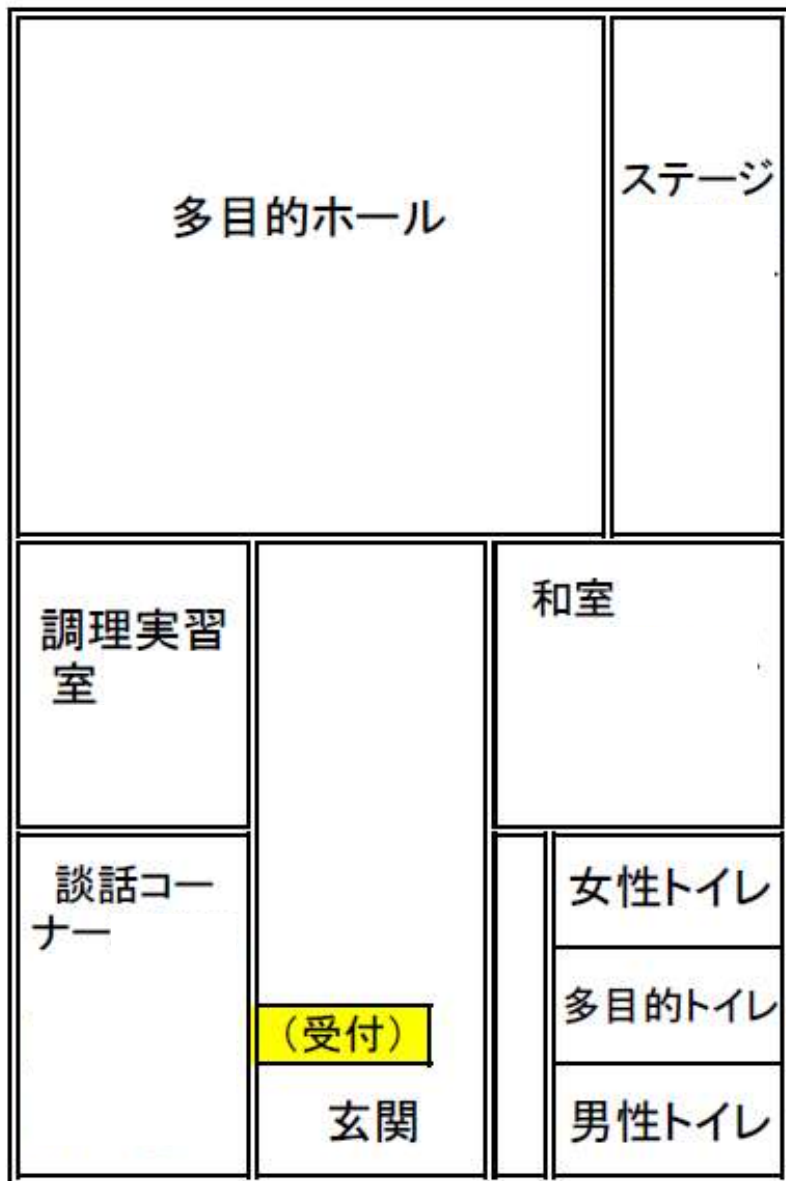 多目的ホール
ステージ
調理実習
室
和室
談話コー
ナー
女性トイレ
多目的トイレ
(受付)
玄関
男性トイレ